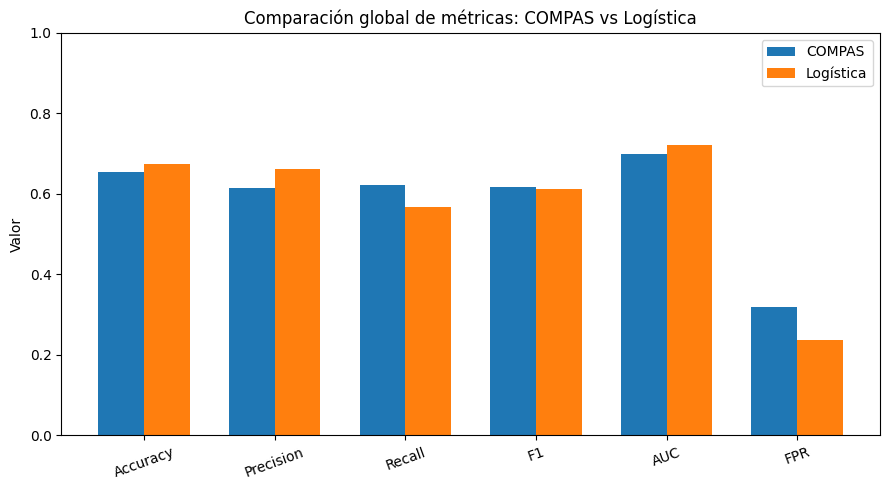 Comparación global de métricas: COMPAS vs Logística
COMPAS
Logística
Valor
1.0
0.8
0.6
0.4
0.2
0.0
Accuracy
Precision
Recall
F1
AUC
FPR